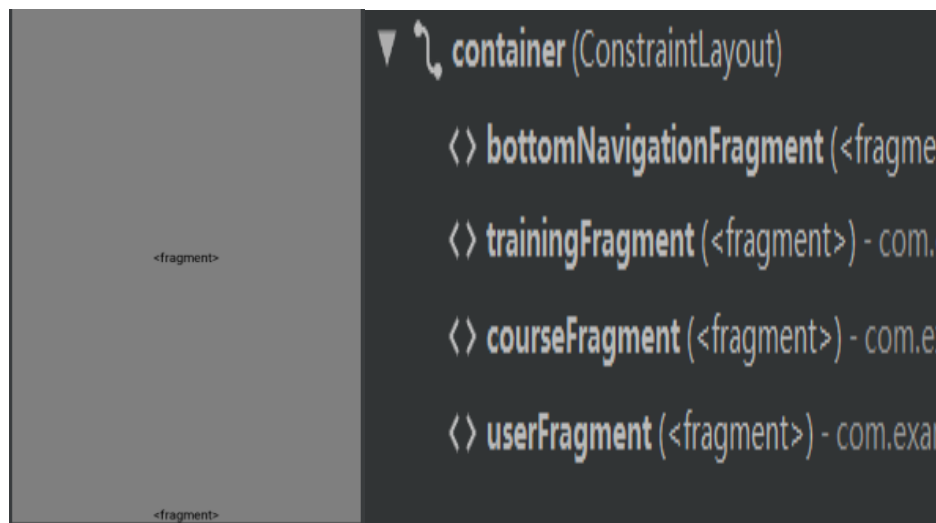 <fragment>
<fragment>
container (ConstraintLayout)
bottomNavigationFragment (<fragme
trainingFragment (<fragment>) - com.
courseFragment (<fragment>) - com.e
userFragment (<fragment>) - com.exa